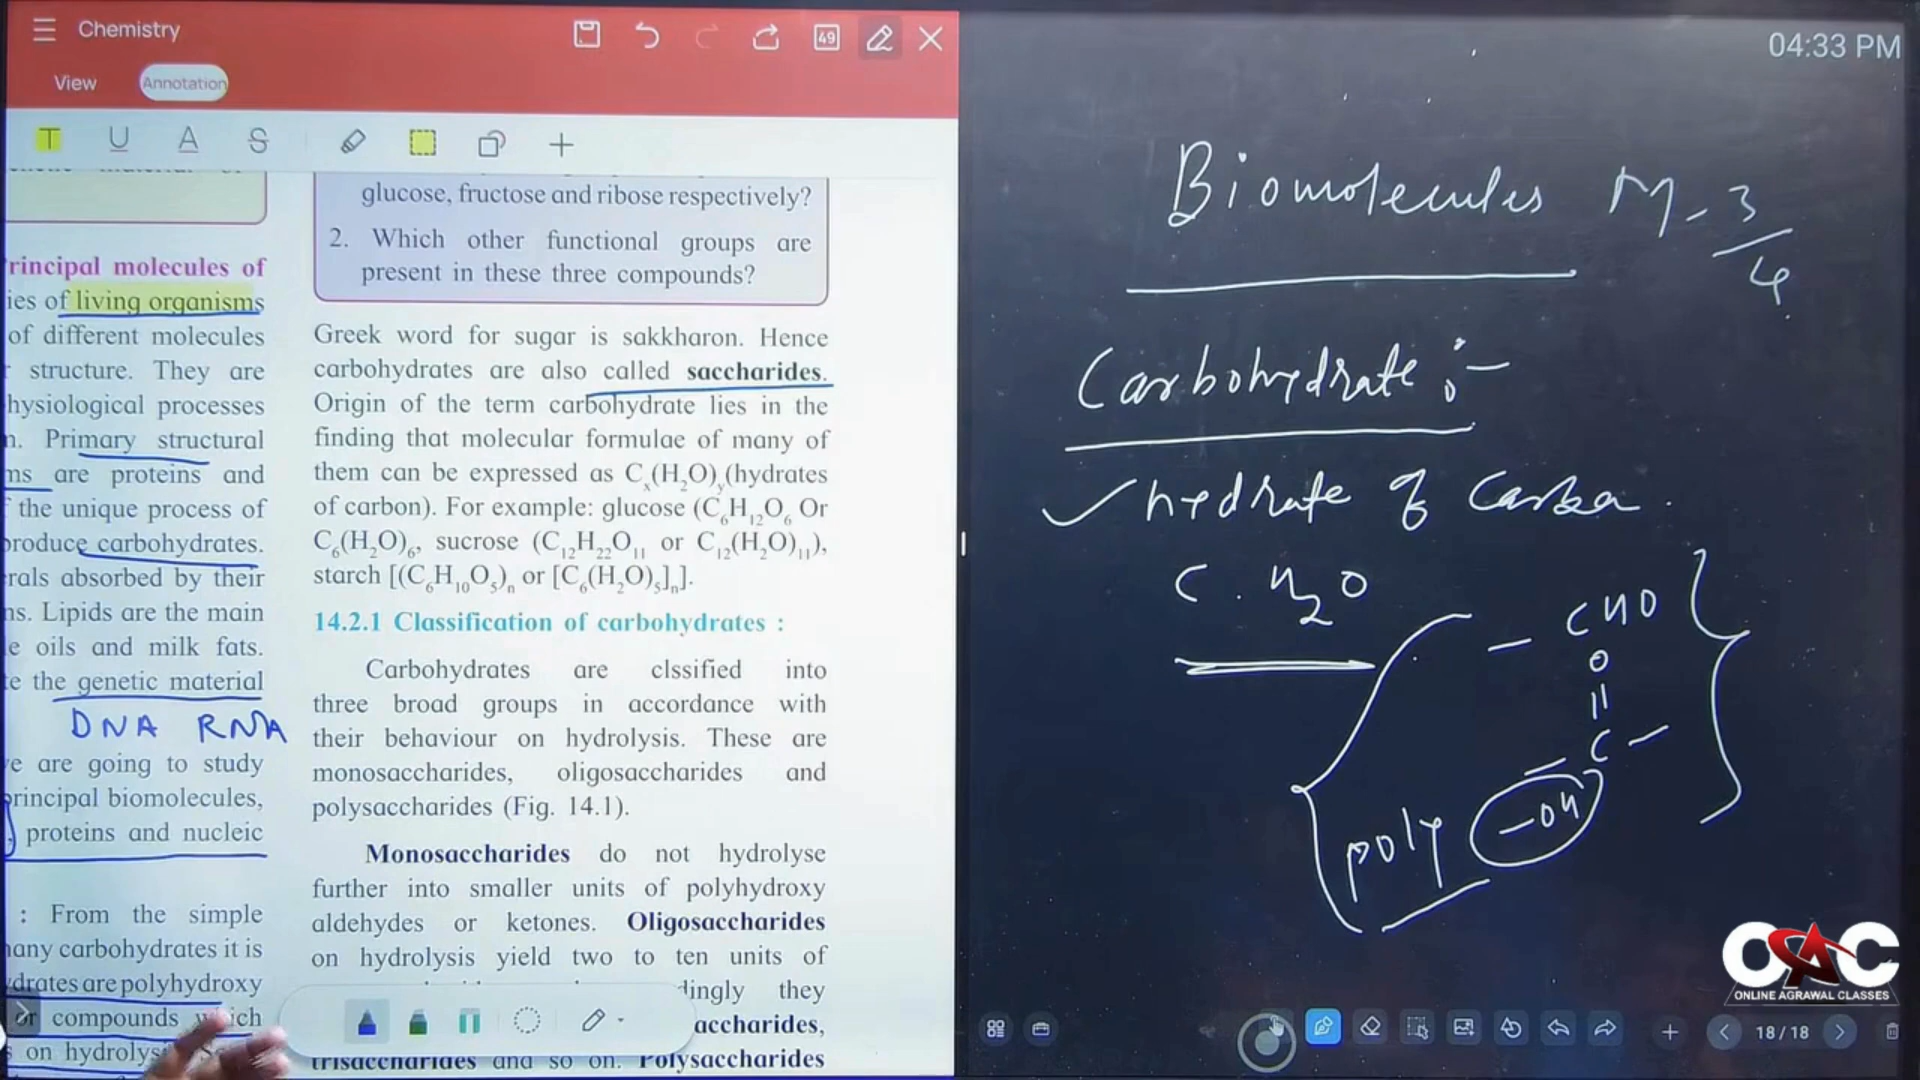 Chemistry
View Annotation
49
T U A S
glucose, fructose and ribose respectively?
2. Which other functional groups are
present in these three compounds?
rincipal molecules of
ies of living organisms
of different molecules
structure. They are
hysiological processes
n. Primary structural
ms are proteins and
the unique process of
produce carbohydrates.
rals absorbed by their
ns. Lipids are the main
e oils and milk fats.
te the genetic material
DNA RNA
e are going to study
principal biomolecules,
proteins and nucleic
: From the simple
many carbohydrates it is
drates are polyhydroxy
or compounds which
s on hydrolys
Greek word for sugar is sakkharon. Hence
carbohydrates are also called saccharides.
Origin of the term carbohydrate lies in the
finding that molecular formulae of many of
them can be expressed as Cₓ(H₂O)ᵧ (hydrates
of carbon). For example: glucose (C₆H₁₂O₆ Or
C₆(H₂O)₆, sucrose (C₁₂H₂₂O₁₁ or C₁₂(H₂O)₁₁),
starch [(C₆H₁₀O₅)ₙ or [C₆(H₂O)₅]ₙ].
14.2.1 Classification of carbohydrates :
Carbohydrates are clssified into
three broad groups in accordance with
their behaviour on hydrolysis. These are
monosaccharides, oligosaccharides and
polysaccharides (Fig. 14.1).
Monosaccharides do not hydrolyse
further into smaller units of polyhydroxy
aldehydes or ketones. Oligosaccharides
on hydrolysis yield two to ten units of
dingly they
accharides,
trisaccharides and so on. Polysaccharides
04:33 PM
Biomolecules M-3/4
Carbohydrate :-
hydrate of Carbon.
C . H₂O
- CHO
O
||
- C -
poly -OH
OAC
ONLINE AGRAWAL CLASSES
18 / 18